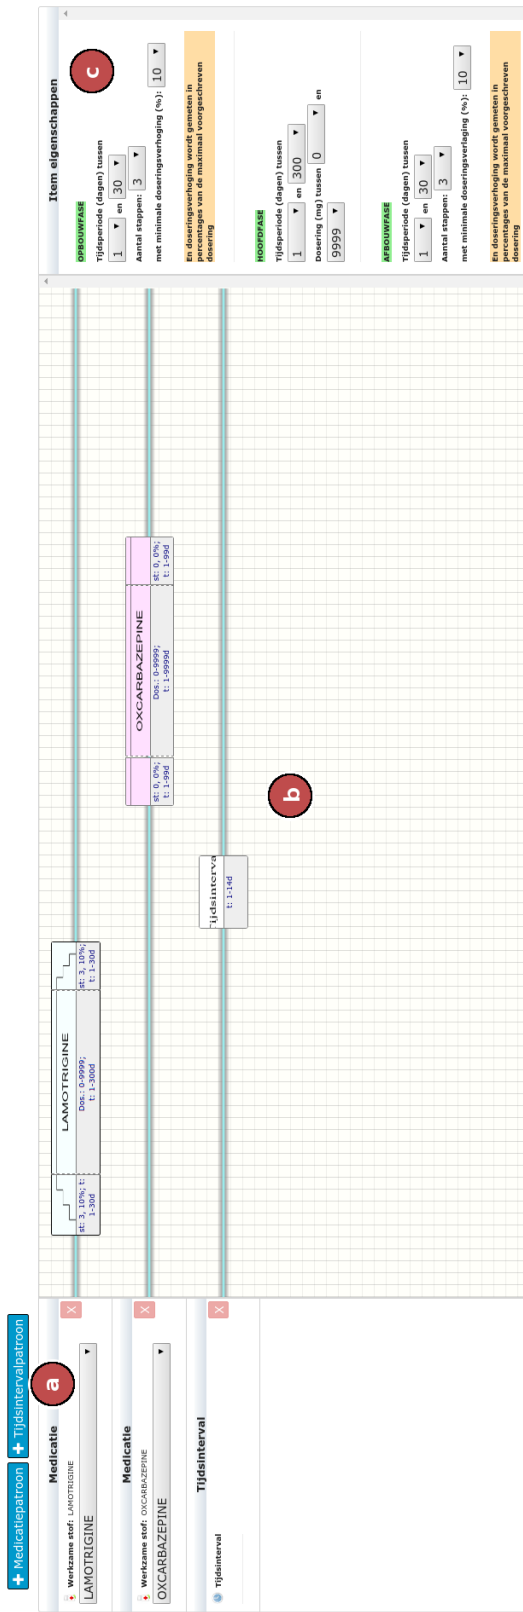 + Medicatiepatroon
+ Tijdsintervalpatroon
a
Medicatie
X
Werkzame stof: LAMOTRIGINE
LAMOTRIGINE
Medicatie
X
Werkzame stof: OXCARBAZEPINE
OXCARBAZEPINE
Tijdsinterval
X
Tijdsinterval
LAMOTRIGINE
st: 3, 10%; t:
1-30d
Dos.: 0-9999;
t: 1-300d
st: 3, 10%;
t: 1-30d
OXCARBAZEPINE
st: 0, 0%;
t: 1-99d
Dos.: 0-9999;
t: 1-9999d
st: 0, 0%;
t: 1-99d
Tijdsinterva
t: 1-14d
b
Item eigenschappen
c
OPBOUWFASE
Tijdsperiode (dagen) tussen
1 en 30
Aantal stappen: 3
met minimale doseringsverhoging (%): 10
En doseringsverhoging wordt gemeten in
percentages van de maximaal voorgeschreven
dosering
HOOFDFASE
Tijdsperiode (dagen) tussen
1 en 300
Dosering (mg) tussen 0 en
9999
AFBOUWFASE
Tijdsperiode (dagen) tussen
1 en 30
Aantal stappen: 3
met minimale doseringsverlaging (%): 10
En doseringsverhoging wordt gemeten in
percentages van de maximaal voorgeschreven
dosering